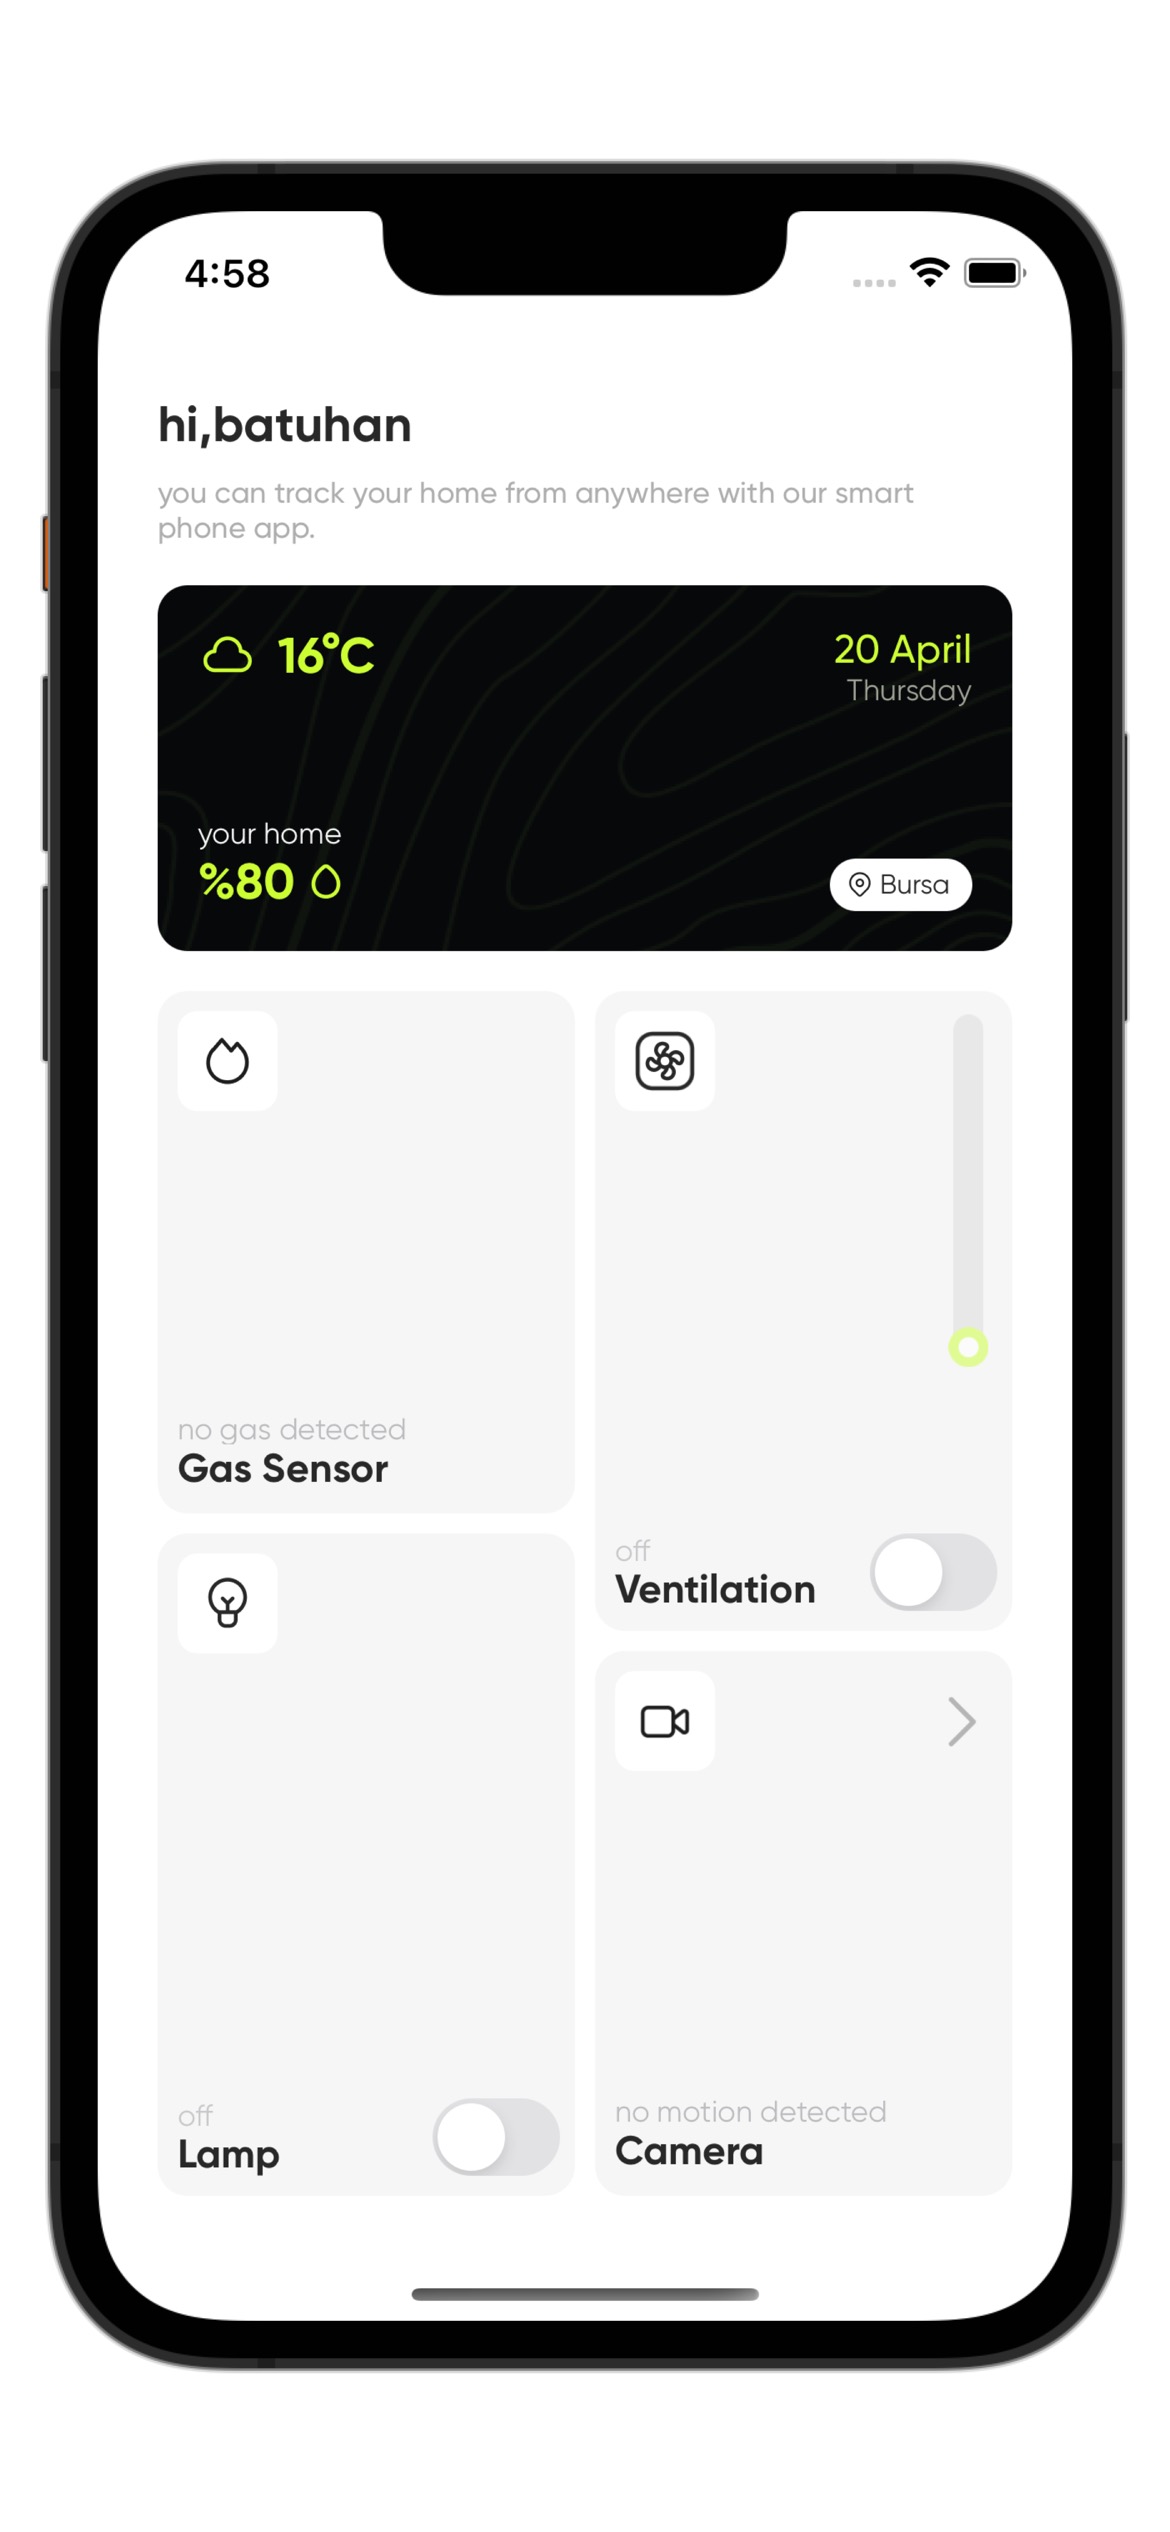 4:58
hi,batuhan
you can track your home from anywhere with our smart
phone app.
16°C
20 April
Thursday
your home
%80
Bursa
no gas detected
Gas Sensor
off
Ventilation
off
Lamp
no motion detected
Camera